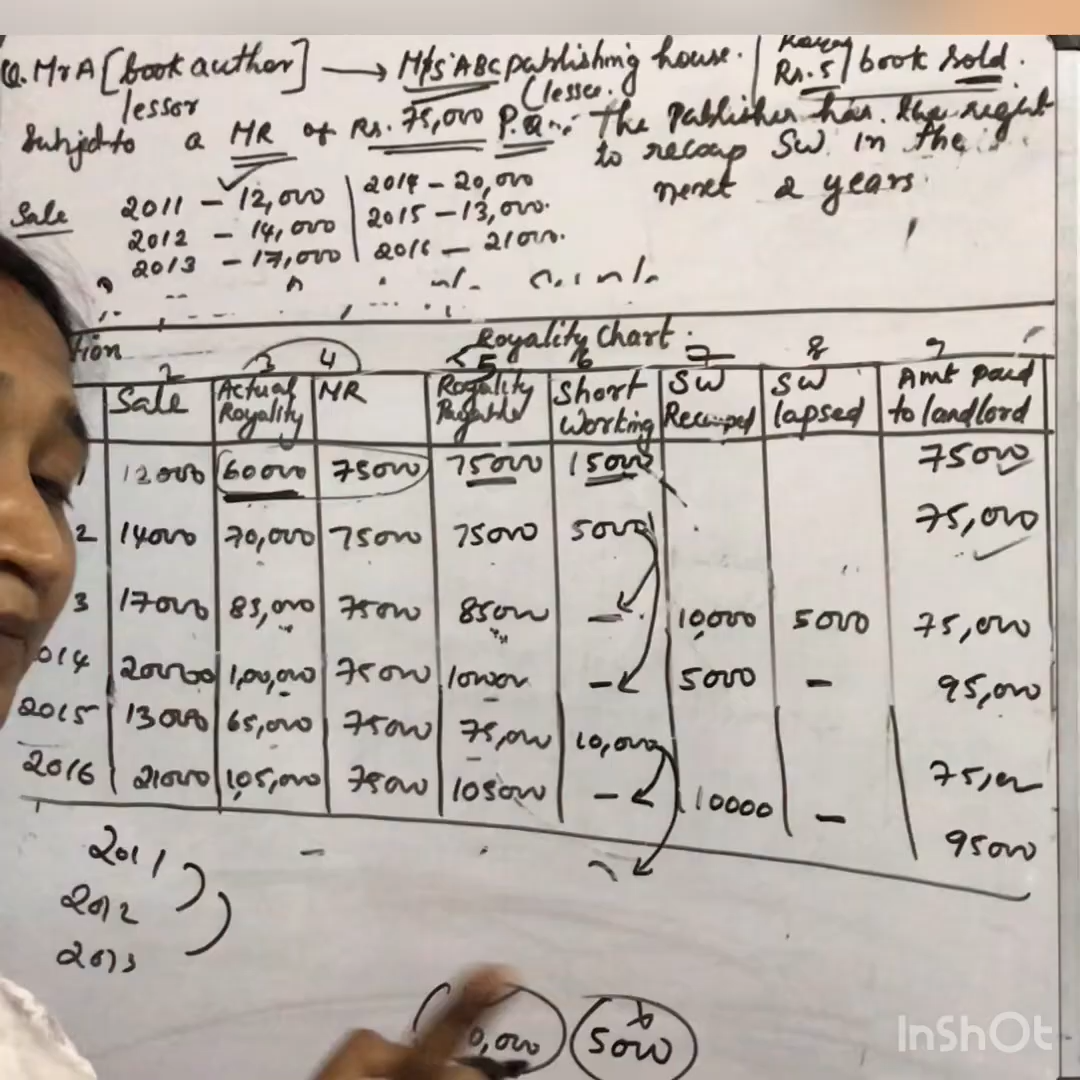 Q. Mr A [book author] → M/s ABC publishing house. | Rs. 5 / book sold.
lessor (lessee.
Subject to a MR of Rs. 75,000 P.a. The publisher has the right
to recoup SW in the
next 2 years.
Sale 2011 - 12,000 | 2014 - 20,000
2012 - 14,000 | 2015 - 13,000.
2013 - 17,000 | 2016 - 21000.
Royality Chart.
2 3 4 5 6 7 8 9
Sale Actual Royality MR Royality Payable Short Working SW Recouped SW lapsed Amt paid to landlord
12000 60000 75000 75000 15000 75000
2 14000 70,000 75000 75000 5000 75,000
3 17000 85,000 75000 85000 - 10,000 5000 75,000
2014 20000 1,00,000 75000 100000 - 5000 - 95,000
2015 13000 65,000 75000 75,000 10,000 75,000
2016 21000 105,000 75000 105000 - 10000 - 95000
2011
2012
2013
5000
InShOt